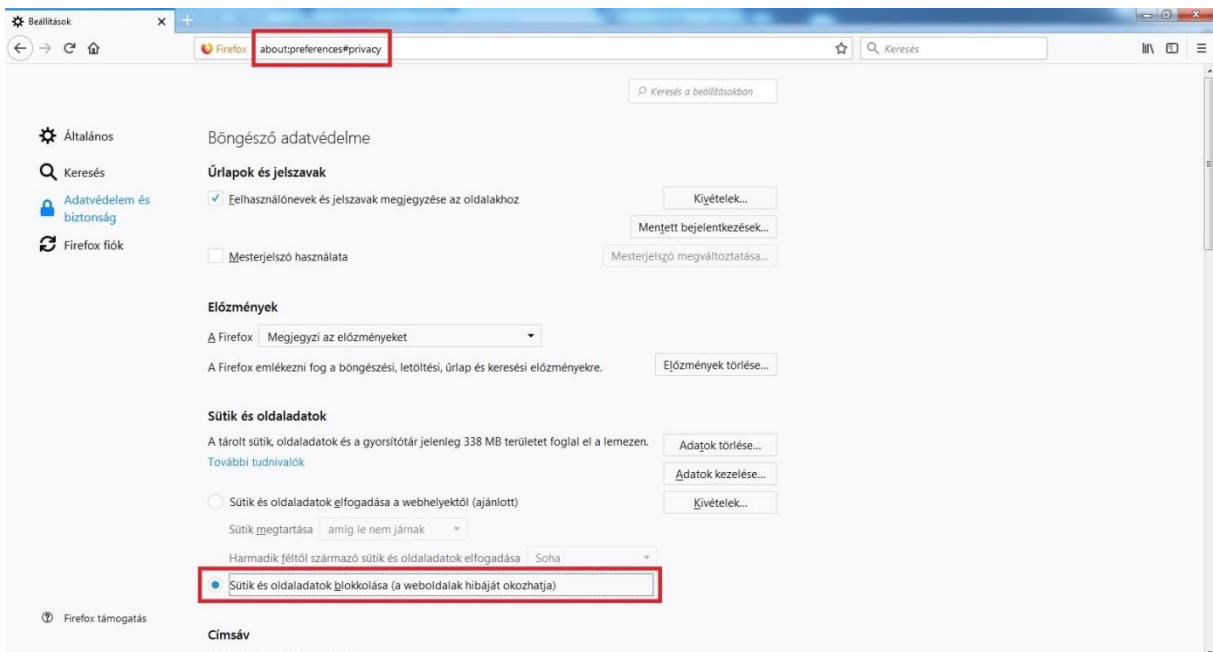 Beállítások
Firefox about:preferences#privacy
Keresés
Keresés a beállításokban
Általános
Keresés
Adatvédelem és
biztonság
Firefox fiók
Firefox támogatás
Böngésző adatvédelme
Űrlapok és jelszavak
Felhasználónevek és jelszavak megjegyzése az oldalakhoz
Kivételek...
Mentett bejelentkezések...
Mesterjelszó használata
Mesterjelszó megváltoztatása...
Előzmények
A Firefox Megjegyzi az előzményeket
A Firefox emlékezni fog a böngészési, letöltési, űrlap és keresési előzményekre.
Előzmények törlése...
Sütik és oldaladatok
A tárolt sütik, oldaladatok és a gyorsítótár jelenleg 338 MB területet foglal el a lemezen.
További tudnivalók
Adatok törlése...
Adatok kezelése...
Sütik és oldaladatok elfogadása a webhelyektől (ajánlott)
Kivételek...
Sütik megtartása amíg le nem járnak
Harmadik féltől származó sütik és oldaladatok elfogadása Soha
Sütik és oldaladatok blokkolása (a weboldalak hibáját okozhatja)
Címsáv